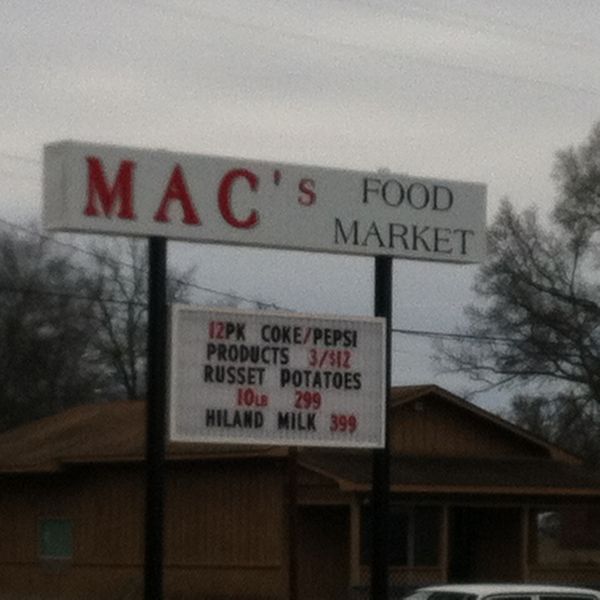 MAC's FOOD
MARKET
12PK COKE/PEPSI
PRODUCTS 3/$12
RUSSET POTATOES
10LB 299
HILAND MILK 399